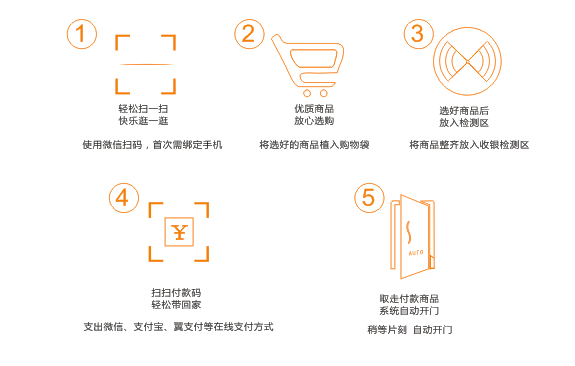 1
轻松扫一扫
快乐逛一逛
使用微信扫码，首次需绑定手机
2
优质商品
放心选购
将选好的商品植入购物袋
3
选好商品后
放入检测区
将商品整齐放入收银检测区
4
¥
扫扫付款码
轻松带回家
支出微信、支付宝、翼支付等在线支付方式
5
AUTO
取走付款商品
系统自动开门
稍等片刻 自动开门